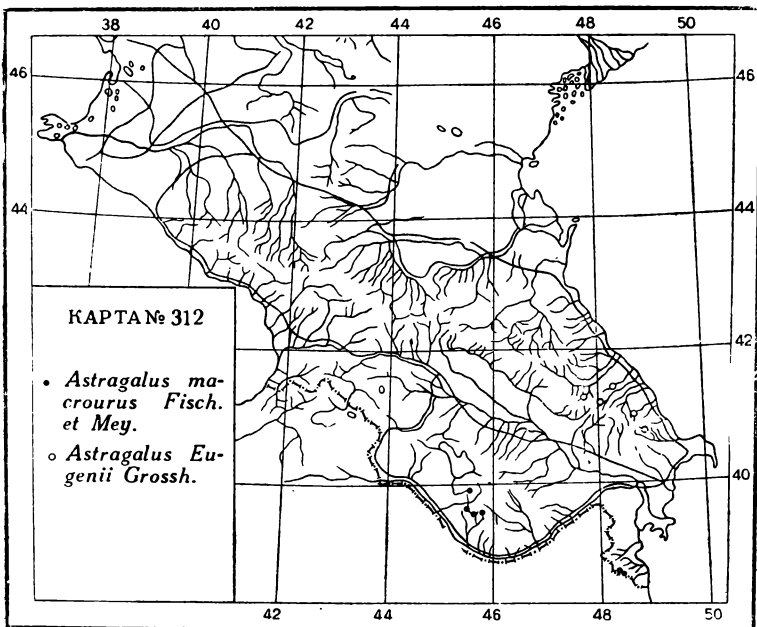 38 40 42 44 46 48 50
46 46
44 44
КАРТА № 312
42
• Astragalus ma-
crourus Fisch.
et Mey.
○ Astragalus Eu-
genii Grossh.
40
42 44 46 48 50